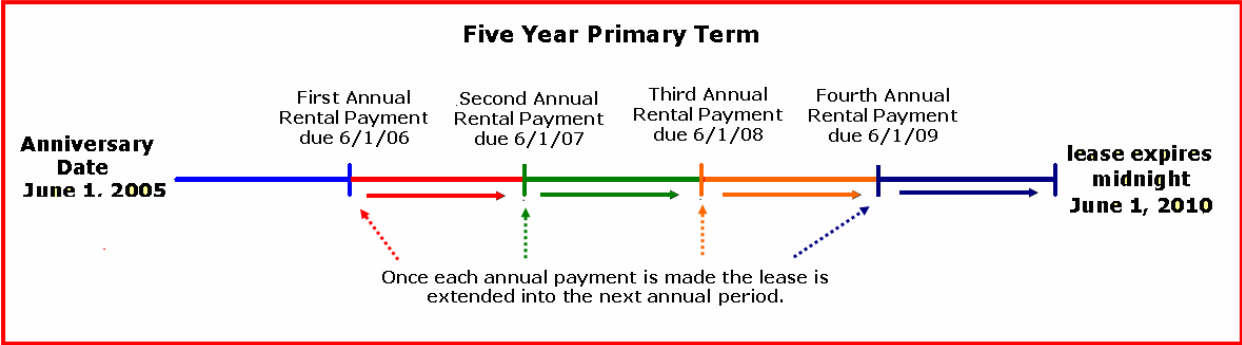 Five Year Primary Term
First Annual
Rental Payment
due 6/1/06
Second Annual
Rental Payment
due 6/1/07
Third Annual
Rental Payment
due 6/1/08
Fourth Annual
Rental Payment
due 6/1/09
Anniversary
Date
June 1, 2005
lease expires
midnight
June 1, 2010
Once each annual payment is made the lease is
extended into the next annual period.